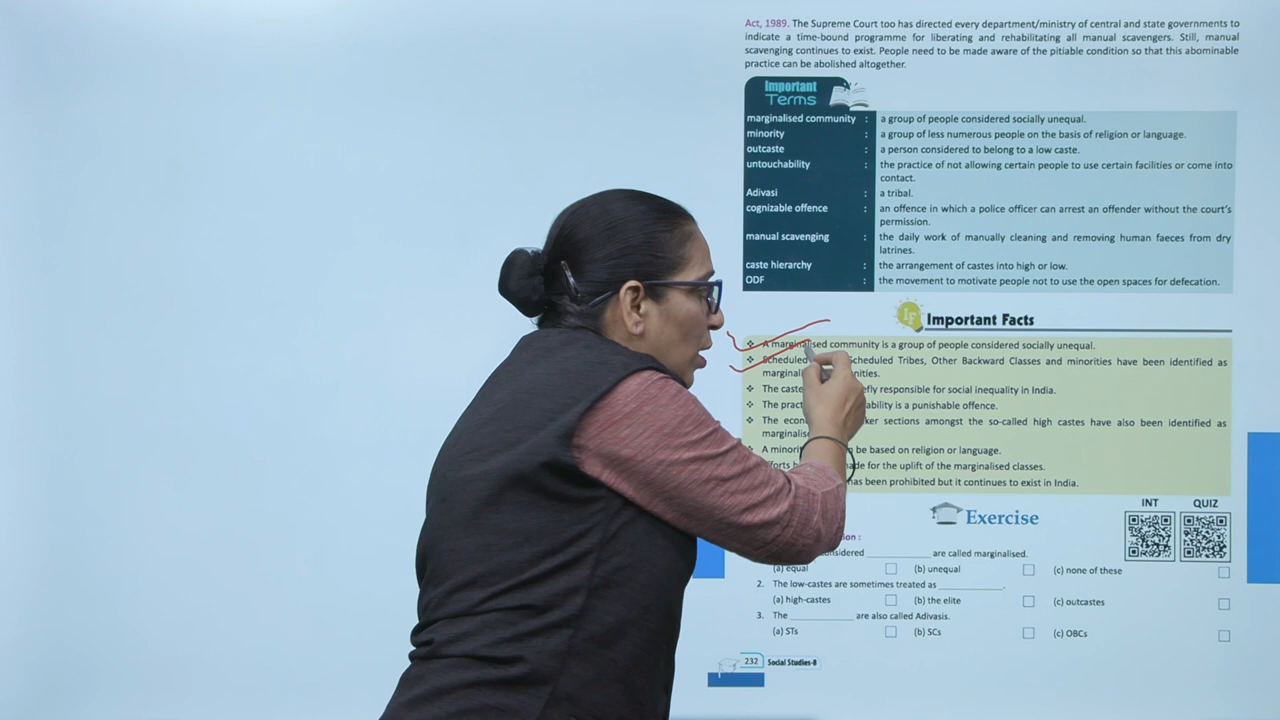 Act, 1989. The Supreme Court too has directed every department/ministry of central and state governments to
indicate a time-bound programme for liberating and rehabilitating all manual scavengers. Still, manual
scavenging continues to exist. People need to be made aware of the pitiable condition so that this abominable
practice can be abolished altogether.
Important
Terms
marginalised community : a group of people considered socially unequal.
minority : a group of less numerous people on the basis of religion or language.
outcaste : a person considered to belong to a low caste.
untouchability : the practice of not allowing certain people to use certain facilities or come into
contact.
Adivasi : a tribal.
cognizable offence : an offence in which a police officer can arrest an offender without the court's
permission.
manual scavenging : the daily work of manually cleaning and removing human faeces from dry
latrines.
caste hierarchy : the arrangement of castes into high or low.
ODF : the movement to motivate people not to use the open spaces for defecation.
IF Important Facts
❖ A marginalised community is a group of people considered socially unequal.
❖ Scheduled Scheduled Tribes, Other Backward Classes and minorities have been identified as
❖ The caste responsible for social inequality in India.
❖ The is a punishable offence.
❖ The sections amongst the so-called high castes have also been identified as
❖ A be based on religion or language.
for the uplift of the marginalised classes.
has been prohibited but it continues to exist in India.
INT QUIZ
Exercise
are called marginalised.
(a) equal (b) unequal (c) none of these
2. The low-castes are sometimes treated as ____________.
(a) high-castes (b) the elite (c) outcastes
3. The ____________ are also called Adivasis.
(a) STs (b) SCs (c) OBCs
232 Social Studies-8